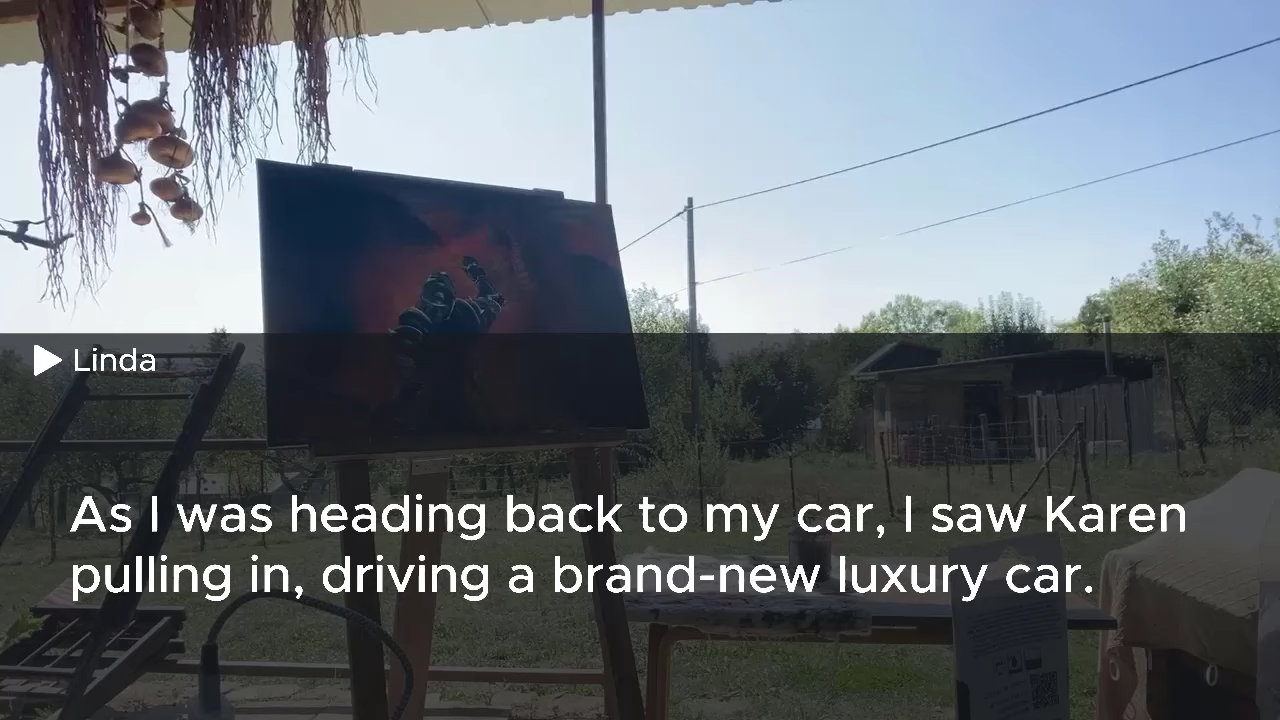 Linda
As I was heading back to my car, I saw Karen
pulling in, driving a brand-new luxury car.